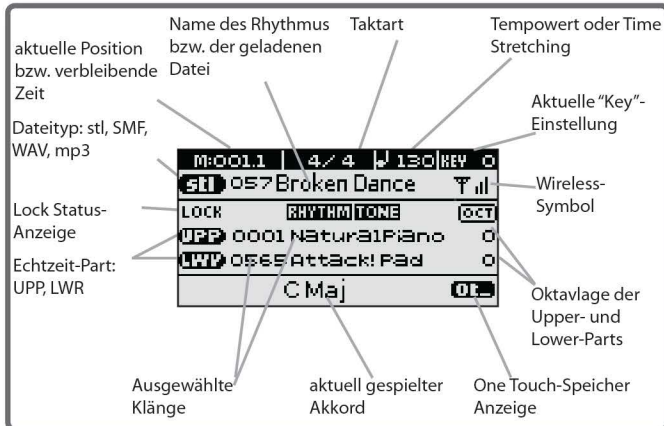 Name des Rhythmus
bzw. der geladenen
Datei
Taktart
Tempowert oder Time
Stretching
aktuelle Position
bzw. verbleibende
Zeit
Aktuelle “Key”-
Einstellung
Dateityp: stl, SMF,
WAV, mp3
M:001.1 4/4 130 KEY 0
stl 057 Broken Dance
Wireless-
Symbol
Lock Status-
Anzeige
LOCK RHYTHM TONE OCT
UPP 0001 NaturalPiano 0
LWR 0565 Attack! Pad 0
Echtzeit-Part:
UPP, LWR
C Maj
Oktavlage der
Upper- und
Lower-Parts
Ausgewählte
Klänge
aktuell gespielter
Akkord
One Touch-Speicher
Anzeige